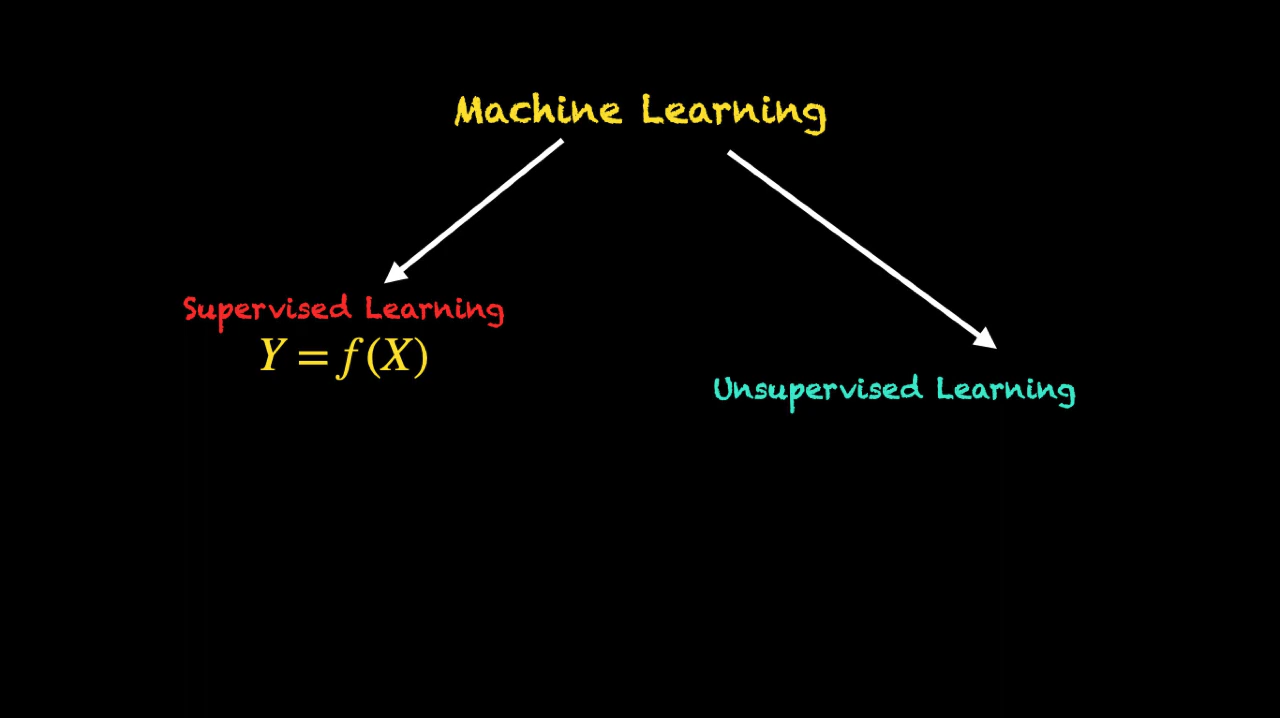 Machine Learning
Supervised Learning
Y = f(X)
Unsupervised Learning